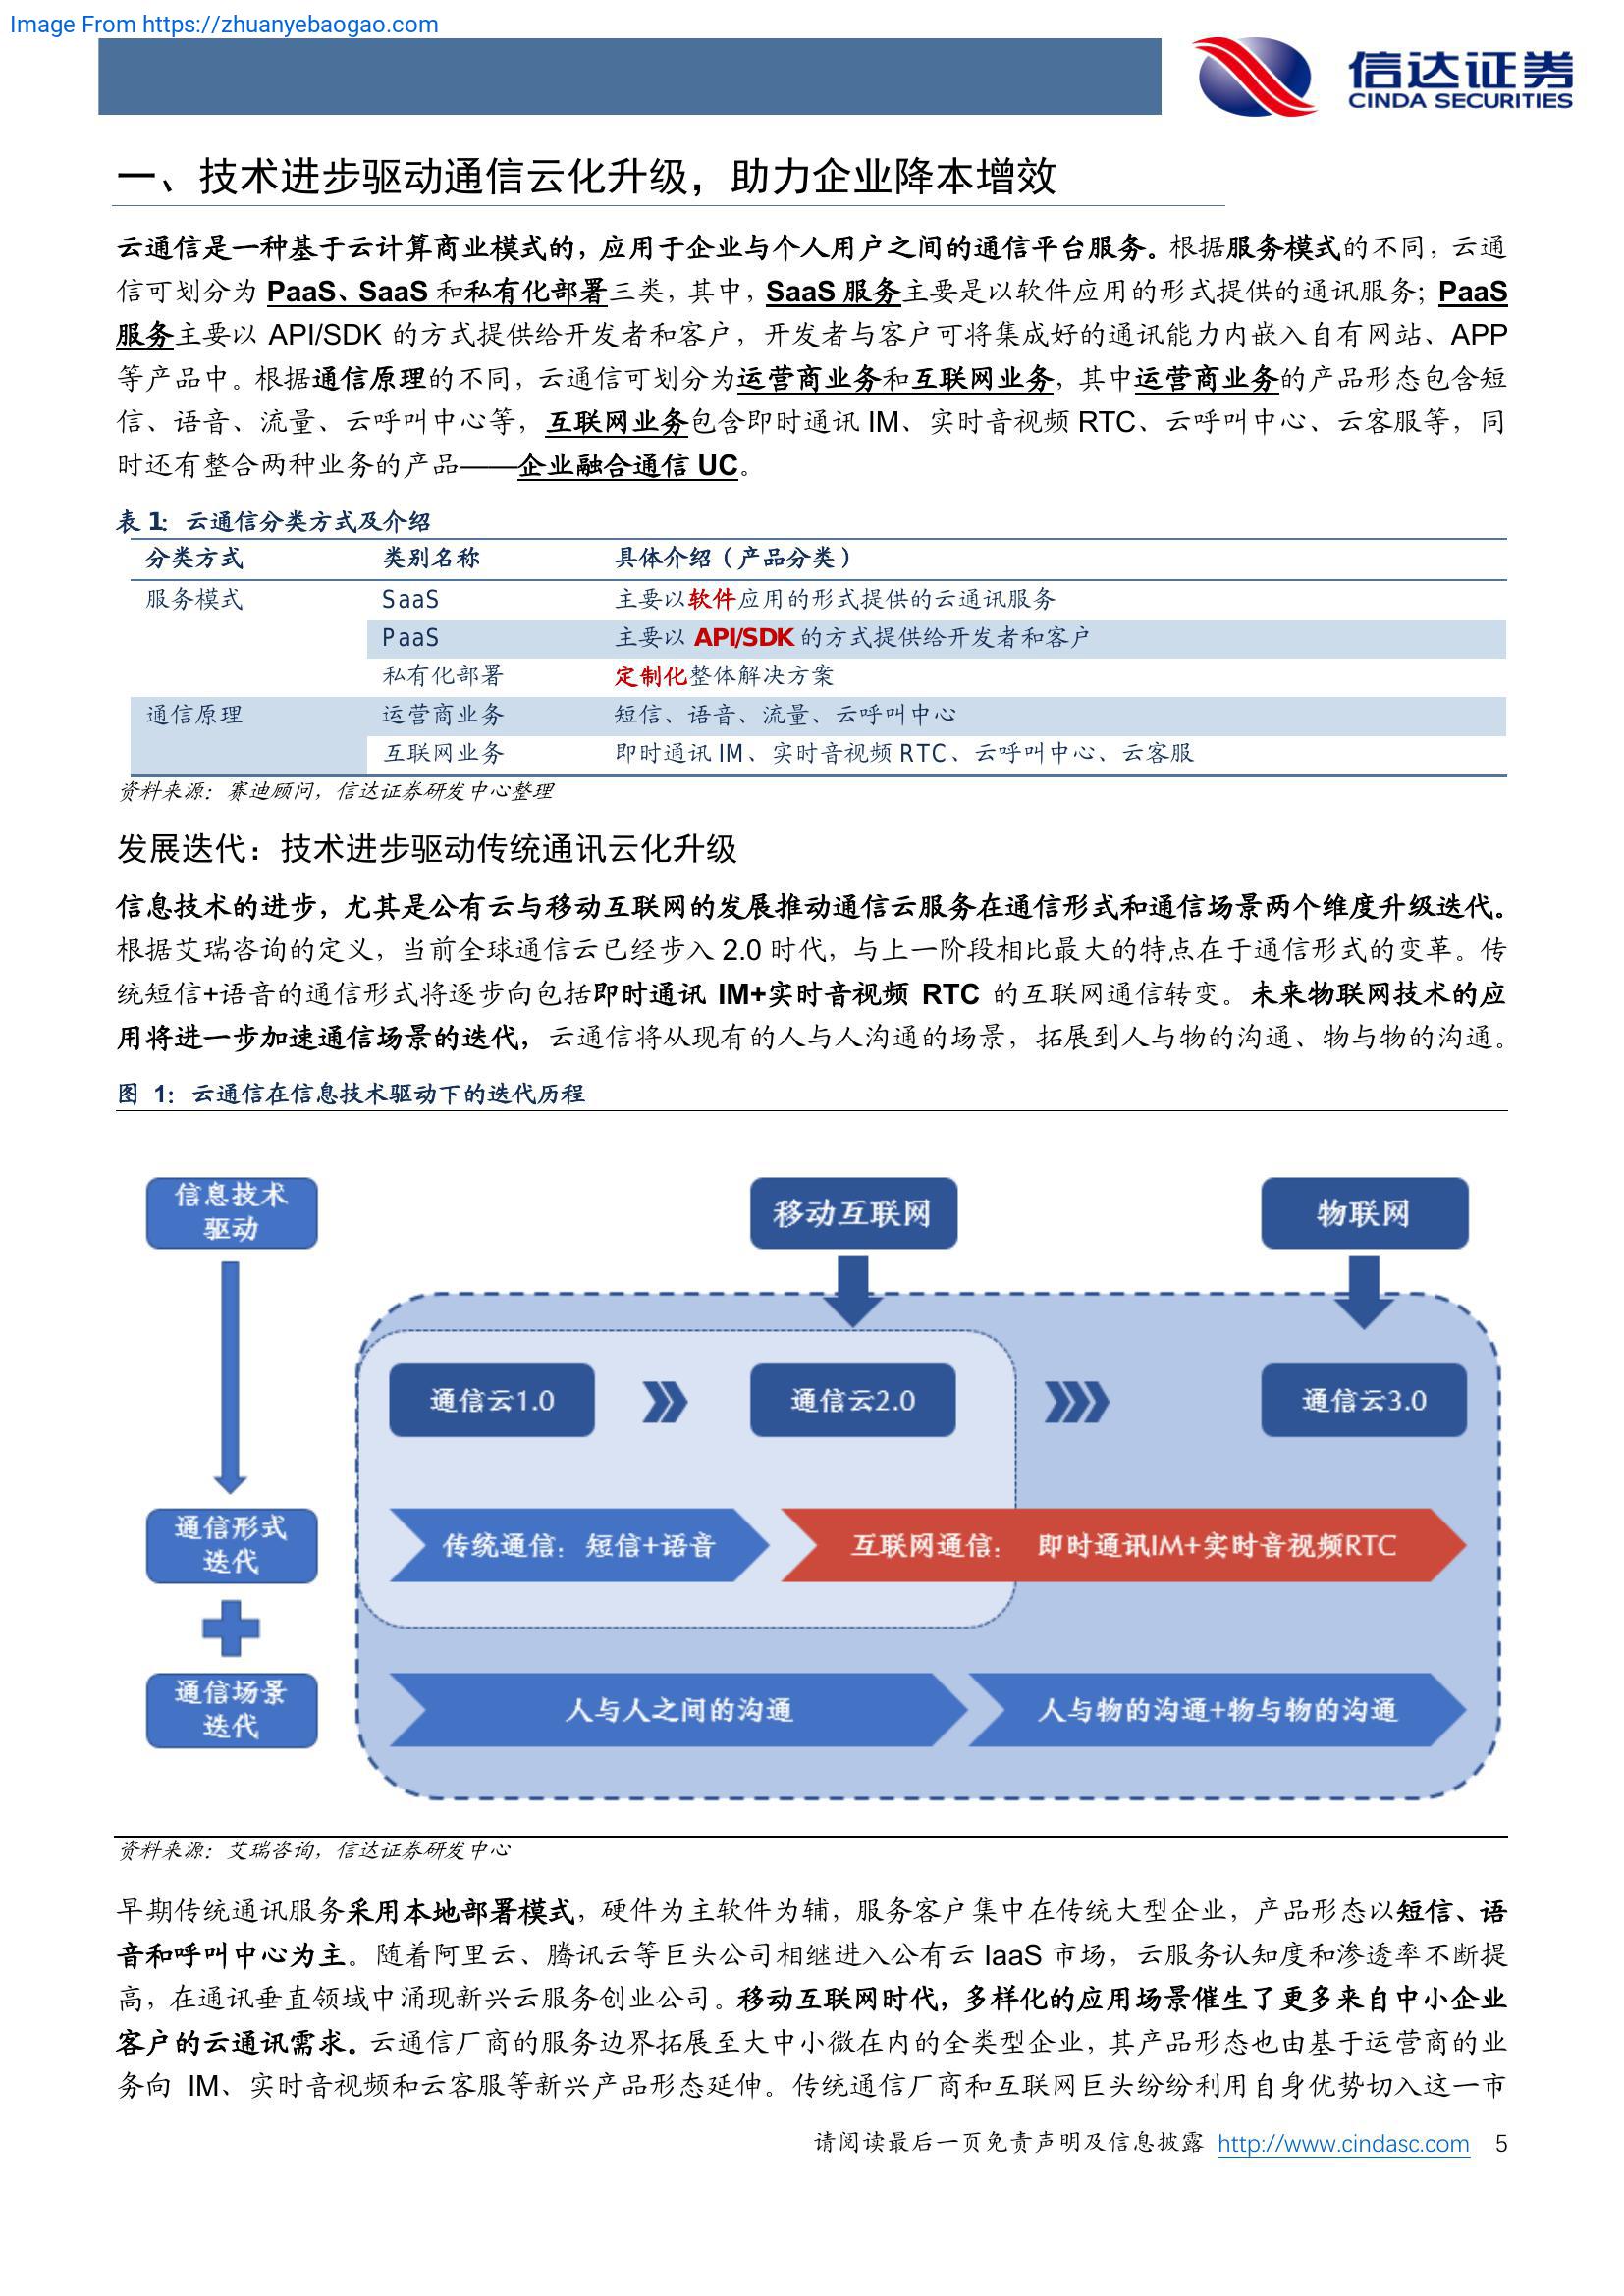 Image From https://zhuanyebaogao.com
信达证券
CINDA SECURITIES
一、技术进步驱动通信云化升级，助力企业降本增效
云通信是一种基于云计算商业模式的，应用于企业与个人用户之间的通信平台服务。根据服务模式的不同，云通
信可划分为 PaaS、SaaS 和私有化部署三类，其中，SaaS 服务主要是以软件应用的形式提供的通讯服务；PaaS
服务主要以 API/SDK 的方式提供给开发者和客户，开发者与客户可将集成好的通讯能力内嵌入自有网站、APP
等产品中。根据通信原理的不同，云通信可划分为运营商业务和互联网业务，其中运营商业务的产品形态包含短
信、语音、流量、云呼叫中心等，互联网业务包含即时通讯 IM、实时音视频 RTC、云呼叫中心、云客服等，同
时还有整合两种业务的产品——企业融合通信 UC。
表 1：云通信分类方式及介绍
分类方式 类别名称 具体介绍（产品分类）
服务模式 SaaS 主要以软件应用的形式提供的云通讯服务
PaaS 主要以 API/SDK 的方式提供给开发者和客户
私有化部署 定制化整体解决方案
通信原理 运营商业务 短信、语音、流量、云呼叫中心
互联网业务 即时通讯 IM、实时音视频 RTC、云呼叫中心、云客服
资料来源：赛迪顾问，信达证券研发中心整理
发展迭代：技术进步驱动传统通讯云化升级
信息技术的进步，尤其是公有云与移动互联网的发展推动通信云服务在通信形式和通信场景两个维度升级迭代。
根据艾瑞咨询的定义，当前全球通信云已经步入 2.0 时代，与上一阶段相比最大的特点在于通信形式的变革。传
统短信+语音的通信形式将逐步向包括即时通讯 IM+实时音视频 RTC 的互联网通信转变。未来物联网技术的应
用将进一步加速通信场景的迭代，云通信将从现有的人与人沟通的场景，拓展到人与物的沟通、物与物的沟通。
图 1：云通信在信息技术驱动下的迭代历程
信息技术
驱动
移动互联网
物联网
通信云1.0
通信云2.0
通信云3.0
通信形式
迭代
传统通信：短信+语音
互联网通信： 即时通讯IM+实时音视频RTC
通信场景
迭代
人与人之间的沟通
人与物的沟通+物与物的沟通
资料来源：艾瑞咨询，信达证券研发中心
早期传统通讯服务采用本地部署模式，硬件为主软件为辅，服务客户集中在传统大型企业，产品形态以短信、语
音和呼叫中心为主。随着阿里云、腾讯云等巨头公司相继进入公有云 IaaS 市场，云服务认知度和渗透率不断提
高，在通讯垂直领域中涌现新兴云服务创业公司。移动互联网时代，多样化的应用场景催生了更多来自中小企业
客户的云通讯需求。云通信厂商的服务边界拓展至大中小微在内的全类型企业，其产品形态也由基于运营商的业
务向 IM、实时音视频和云客服等新兴产品形态延伸。传统通信厂商和互联网巨头纷纷利用自身优势切入这一市
请阅读最后一页免责声明及信息披露 http://www.cindasc.com 5